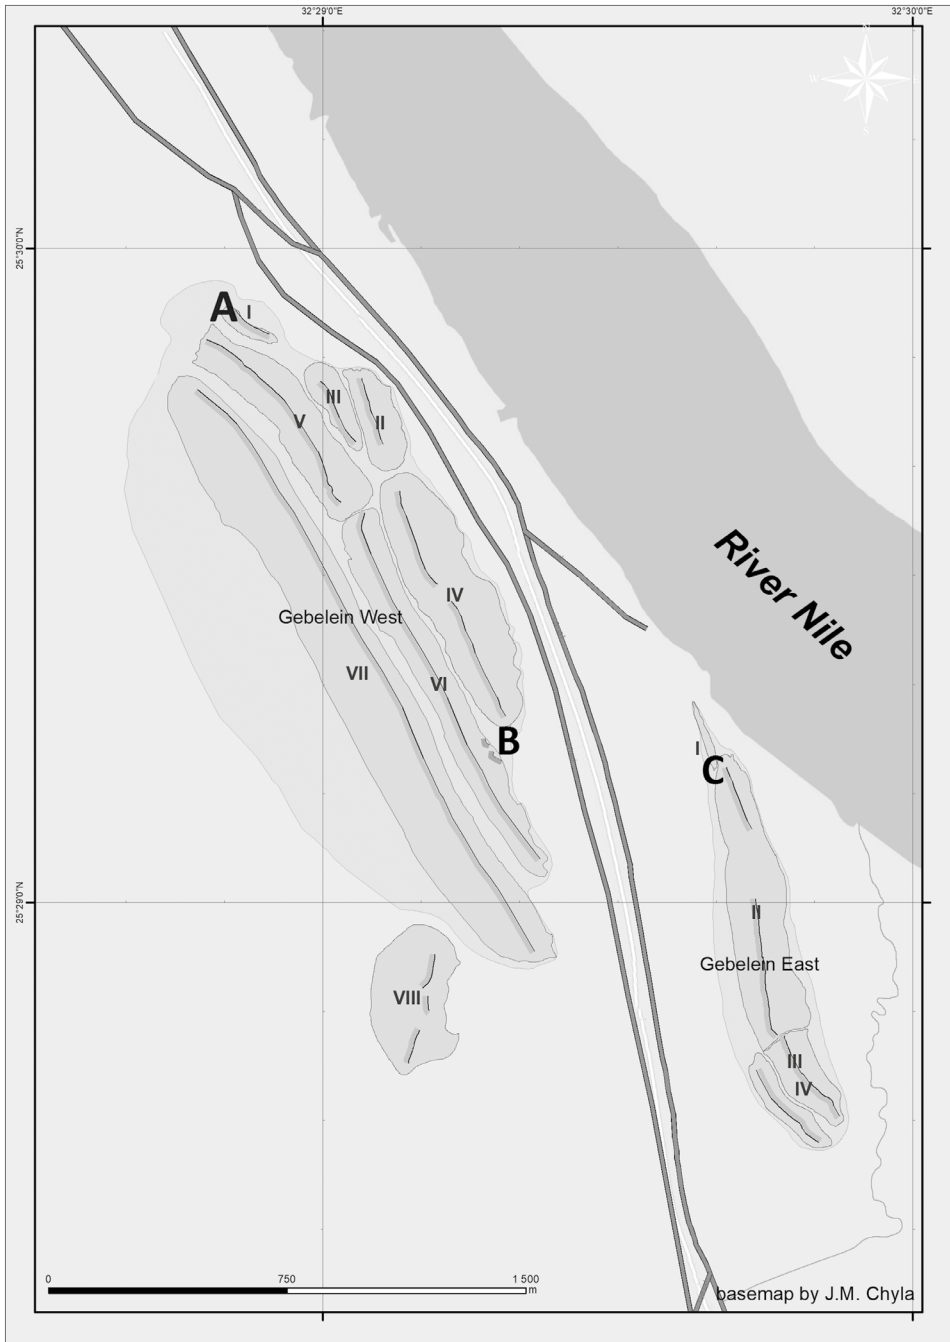 32°29'0"E
32°30'0"E
N
W
S
25°30'0"N
A
I
III
V
II
River Nile
IV
Gebelein West
VII
VI
B
I
C
25°29'0"N
II
Gebelein East
VIII
III
IV
0
750
1 500
m
basemap by J.M. Chyla